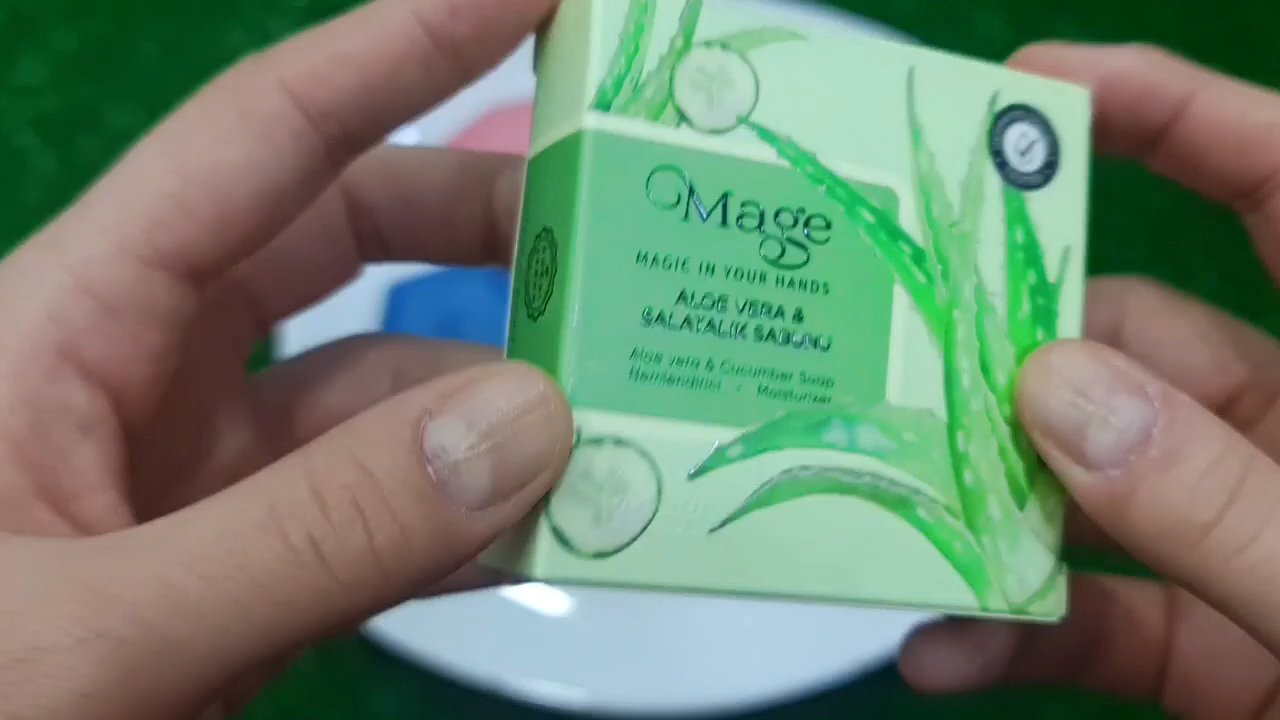 Mage
MAGIC IN YOUR HANDS
ALOE VERA &
SALATALIK SABUNU
Aloe vera & Cucumber Soap
Nemlendirici - Moisturizer